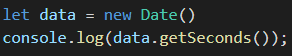 let data = new Date()
console.log(data.getSeconds());